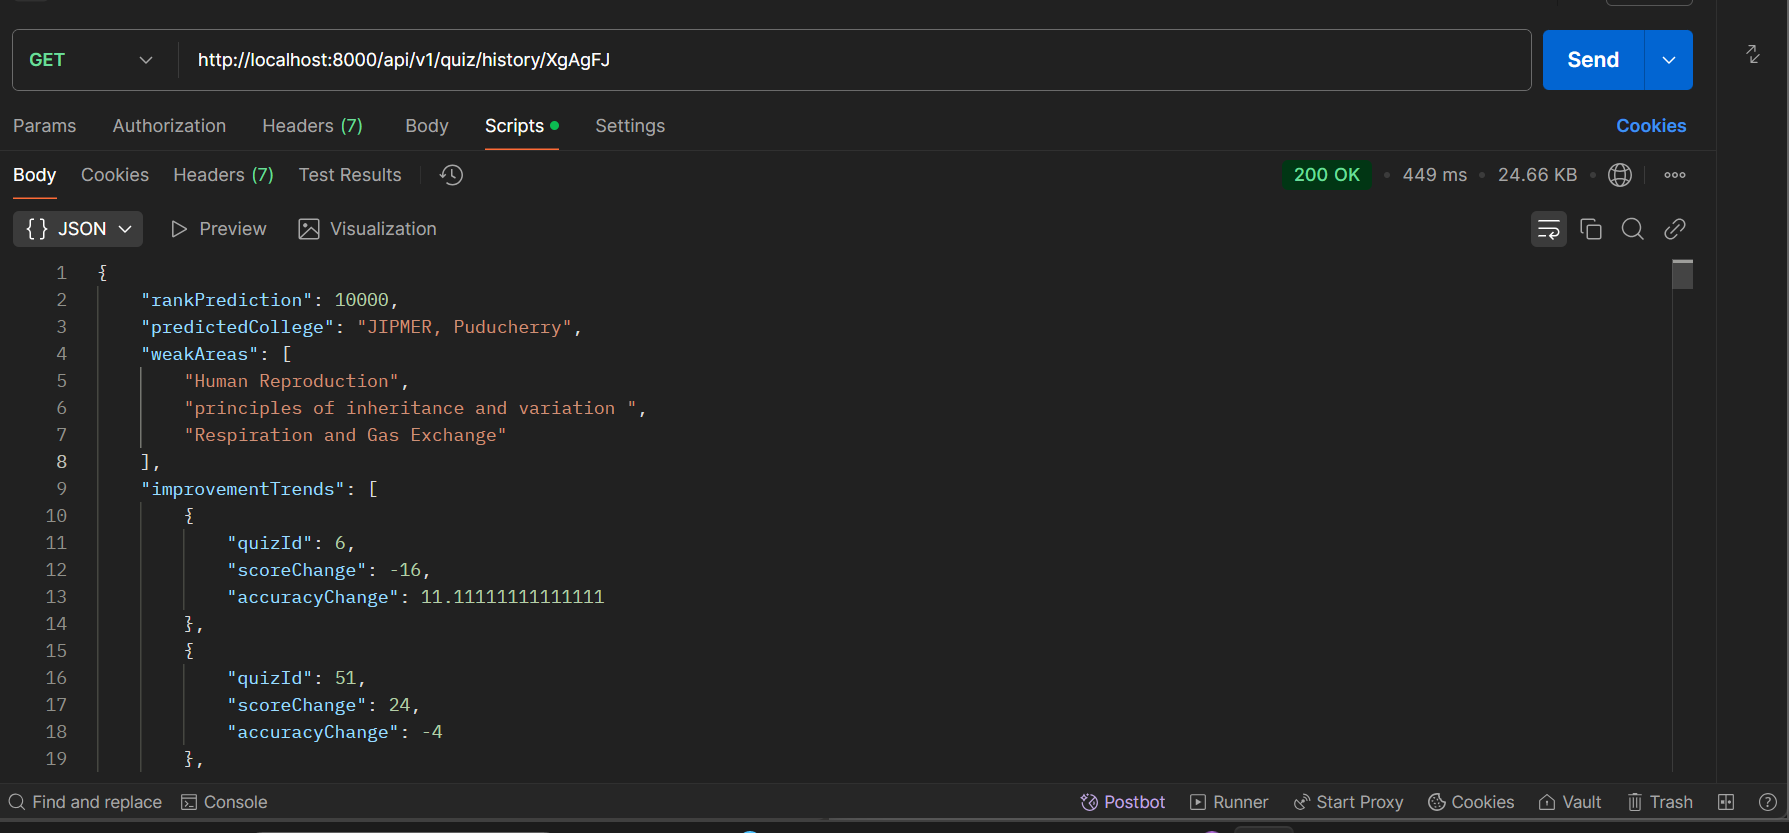 GET http://localhost:8000/api/v1/quiz/history/XgAgFJ Send
Params Authorization Headers (7) Body Scripts Settings Cookies
Body Cookies Headers (7) Test Results 200 OK 449 ms 24.66 KB
{} JSON Preview Visualization
1 {
2 "rankPrediction": 10000,
3 "predictedCollege": "JIPMER, Puducherry",
4 "weakAreas": [
5 "Human Reproduction",
6 "principles of inheritance and variation ",
7 "Respiration and Gas Exchange"
8 ],
9 "improvementTrends": [
10 {
11 "quizId": 6,
12 "scoreChange": -16,
13 "accuracyChange": 11.11111111111111
14 },
15 {
16 "quizId": 51,
17 "scoreChange": 24,
18 "accuracyChange": -4
19 },
Find and replace Console Postbot Runner Start Proxy Cookies Vault Trash